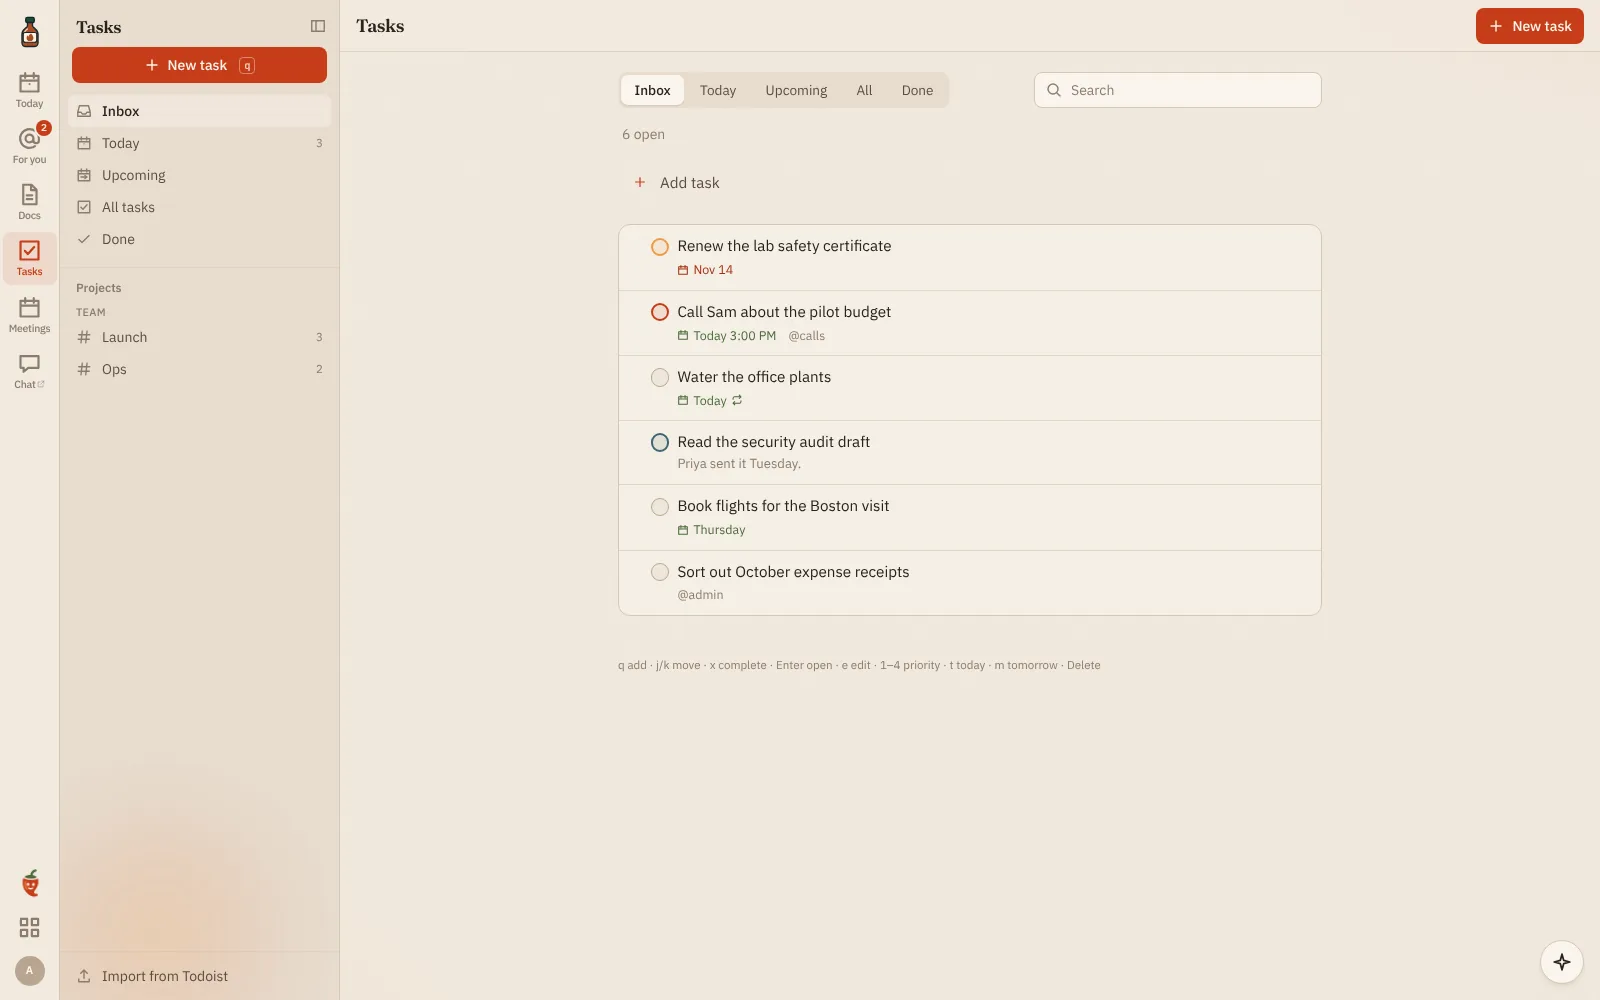 Today
2
For you
Docs
Tasks
Meetings
Chat
A
Tasks
New task q
Inbox
Today 3
Upcoming
All tasks
Done
Projects
TEAM
# Launch 3
# Ops 2
Import from Todoist
Tasks
+ New task
Inbox Today Upcoming All Done
Search
6 open
+ Add task
Renew the lab safety certificate
Nov 14
Call Sam about the pilot budget
Today 3:00 PM @calls
Water the office plants
Today
Read the security audit draft
Priya sent it Tuesday.
Book flights for the Boston visit
Thursday
Sort out October expense receipts
@admin
q add · j/k move · x complete · Enter open · e edit · 1–4 priority · t today · m tomorrow · Delete